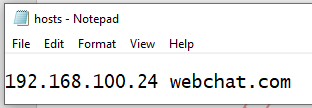 hosts - Notepad
File Edit Format View Help
192.168.100.24 webchat.com